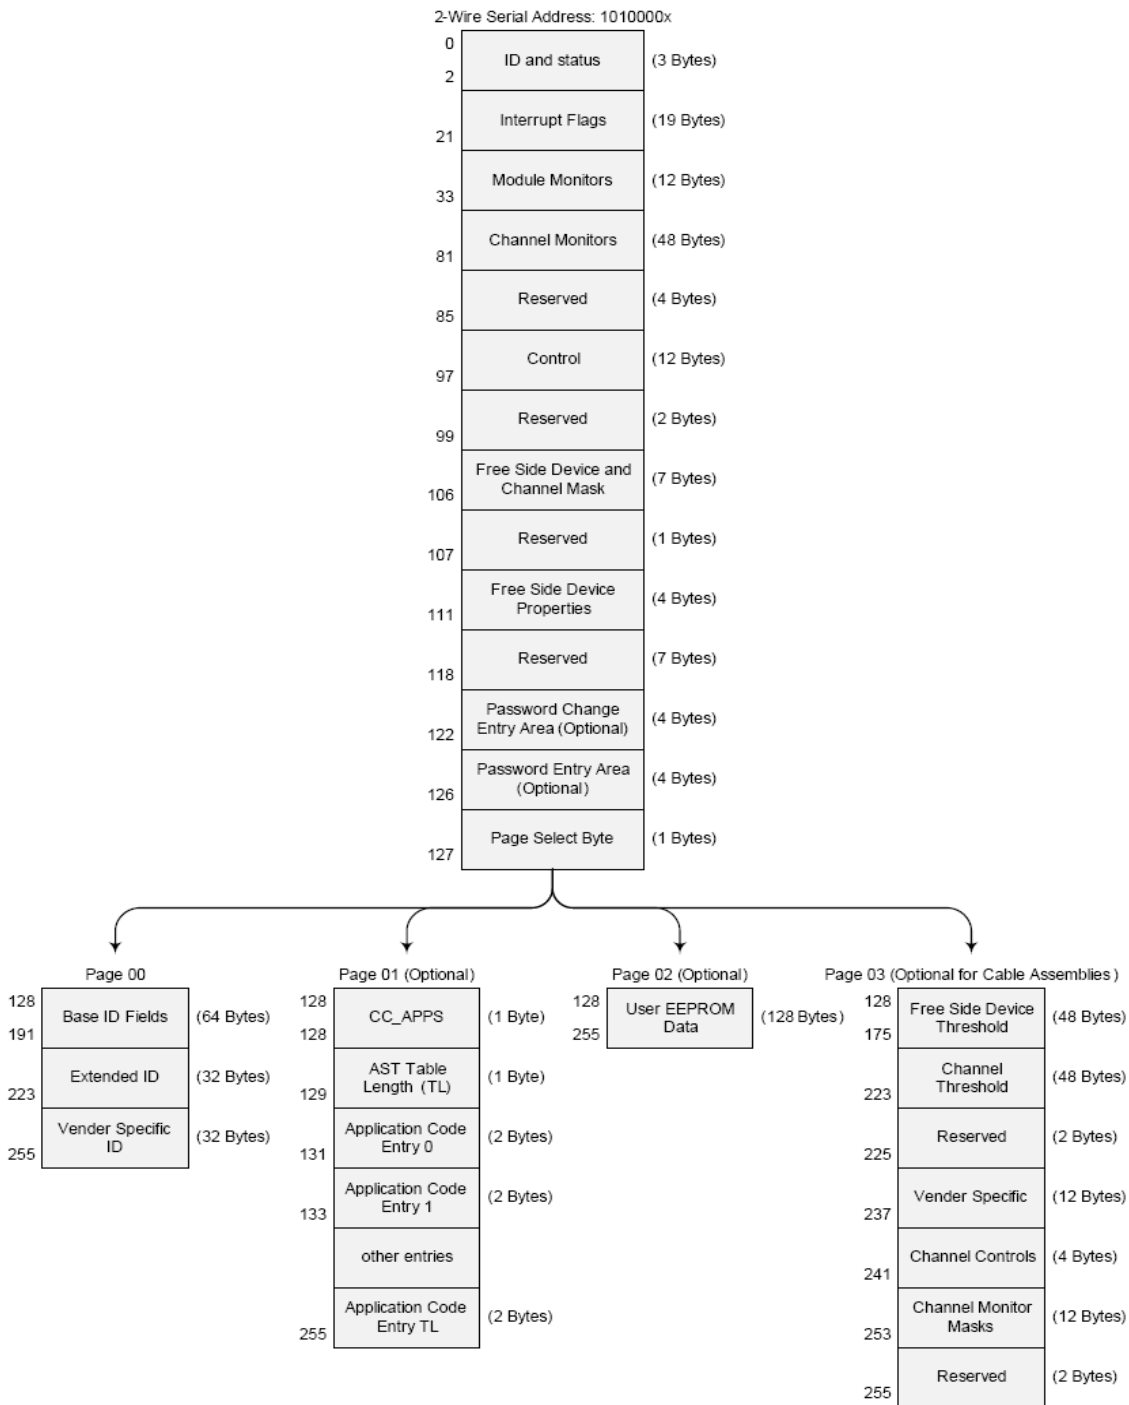 2-Wire Serial Address: 1010000x
0
ID and status
(3 Bytes)
2
Interrupt Flags
(19 Bytes)
21
Module Monitors
(12 Bytes)
33
Channel Monitors
(48 Bytes)
81
Reserved
(4 Bytes)
85
Control
(12 Bytes)
97
Reserved
(2 Bytes)
99
Free Side Device and
Channel Mask
(7 Bytes)
106
Reserved
(1 Bytes)
107
Free Side Device
Properties
(4 Bytes)
111
Reserved
(7 Bytes)
118
Password Change
Entry Area (Optional)
(4 Bytes)
122
Password Entry Area
(Optional)
(4 Bytes)
126
Page Select Byte
(1 Bytes)
127
Page 00
128
Base ID Fields
(64 Bytes)
191
Extended ID
(32 Bytes)
223
Vender Specific
ID
(32 Bytes)
255
Page 01 (Optional)
128
CC_APPS
(1 Byte)
128
AST Table
Length (TL)
(1 Byte)
129
Application Code
Entry 0
(2 Bytes)
131
Application Code
Entry 1
(2 Bytes)
133
other entries
Application Code
Entry TL
(2 Bytes)
255
Page 02 (Optional)
128
User EEPROM
Data
(128 Bytes)
255
Page 03 (Optional for Cable Assemblies)
128
Free Side Device
Threshold
(48 Bytes)
175
Channel
Threshold
(48 Bytes)
223
Reserved
(2 Bytes)
225
Vender Specific
(12 Bytes)
237
Channel Controls
(4 Bytes)
241
Channel Monitor
Masks
(12 Bytes)
253
Reserved
(2 Bytes)
255